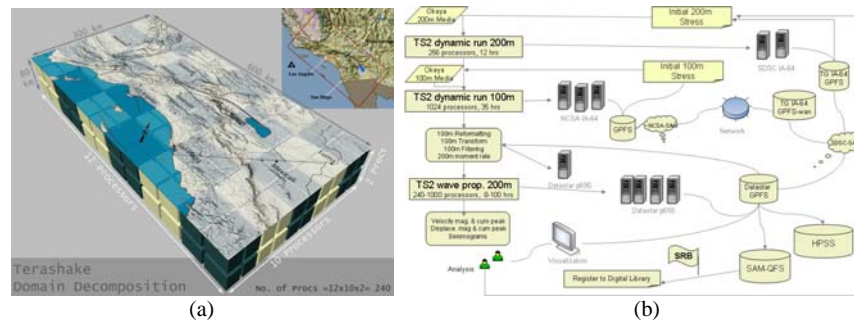 300 km
600 km
80 km
Los Angeles
San Diego
12 Processors
10 Processors
2 Procs
Terashake
Domain Decomposition
No. of Procs =12x10x2= 240
(a)
Okaya
200m Media
Initial 200m
Stress
TS2 dynamic run 200m
256 processors, 12 hrs
SDSC IA-64
TG IA-64
GPFS
Okaya
100m Media
Initial 100m
Stress
TS2 dynamic run 100m
1024 processors, 35 hrs
NCSA IA-64
GPFS
NCSA-SAN
Network
TG IA-64
GPFS-wan
100m Reformatting
100m Transform
100m Filtering
200m moment rate
Datastar p690
TS2 wave prop. 200m
240-1000 processors, 8-100 hrs
Datastar p655
Datastar
GPFS
Velocity mag. & cum peak
Displace. mag & cum peak
Seismograms
Visualization
Analysis
SRB
Register to Digital Library
SAM-QFS
HPSS
(b)